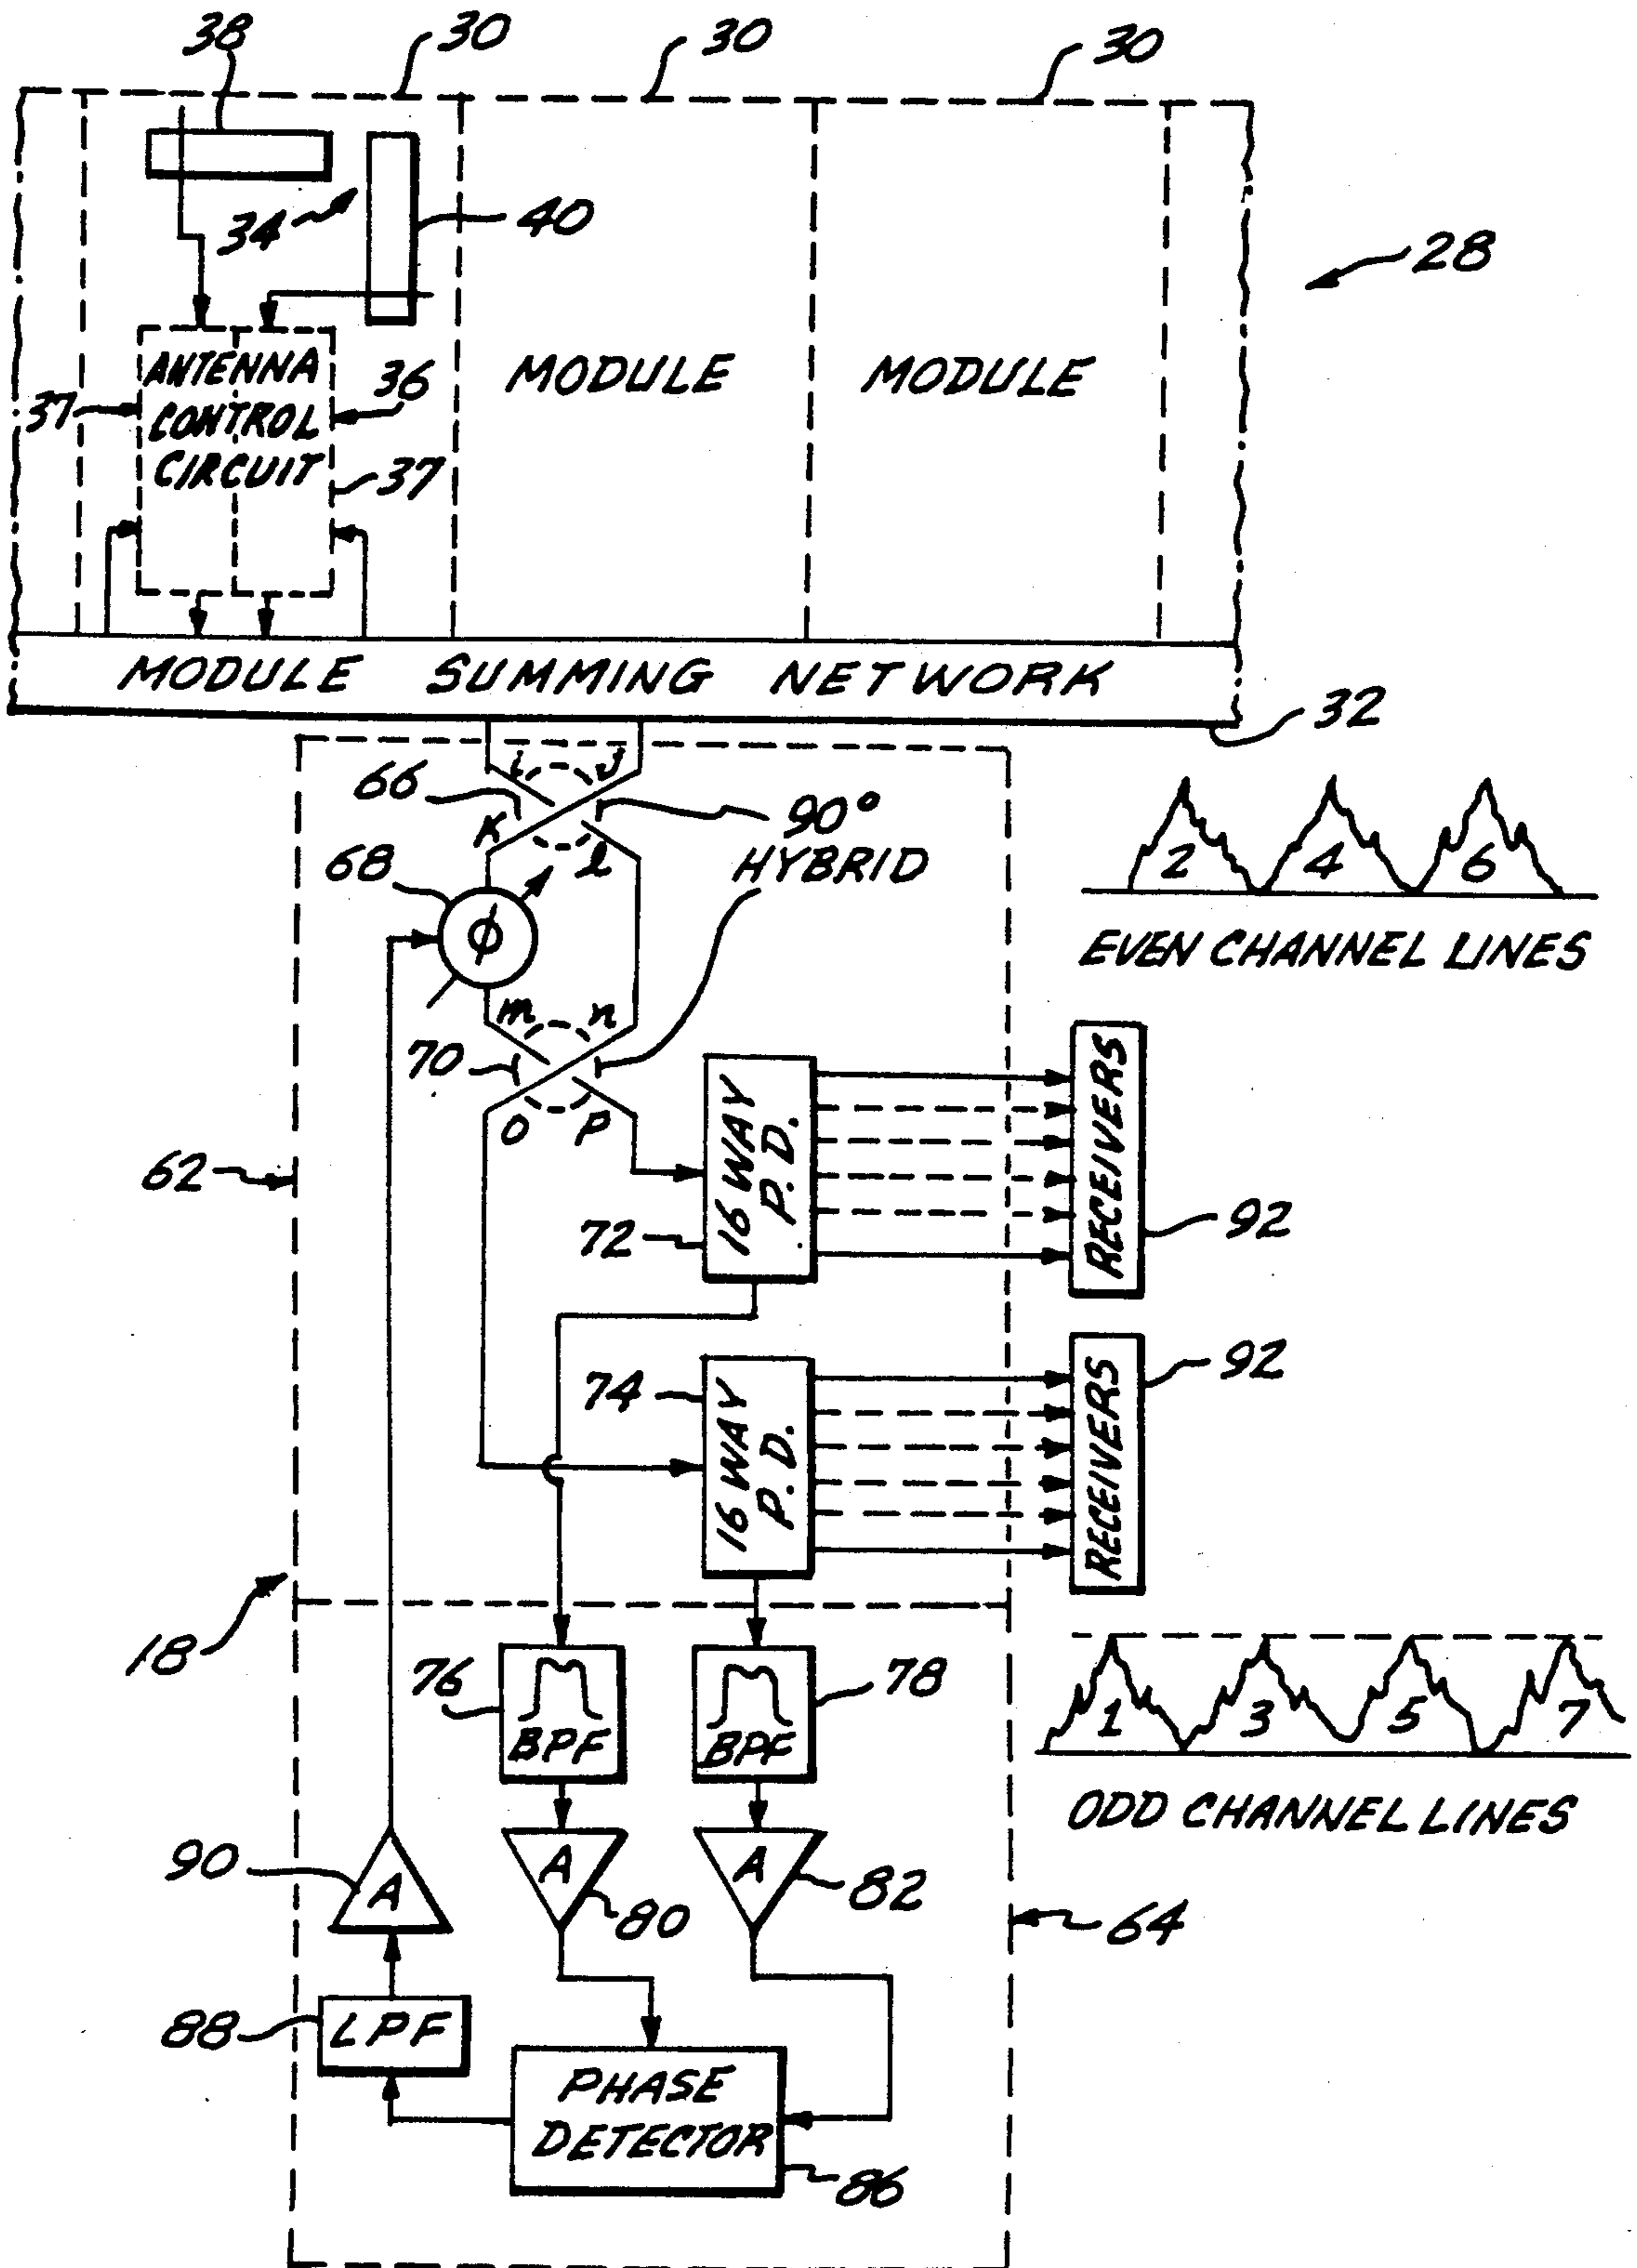 38
30
30
30
34
40
28
ANTENNA
CONTROL
CIRCUIT
37
36
37
MODULE
MODULE
MODULE SUMMING NETWORK
32
i
j
66
K
l
90°
HYBRID
68
ϕ
m
n
70
O
P
2
4
6
EVEN CHANNEL LINES
62
16 WAY
P.D.
72
RECEIVERS
92
74
16 WAY
P.D.
RECEIVERS
92
18
76
BPF
BPF
78
1
3
5
7
ODD CHANNEL LINES
90
A
A
80
A
82
64
88
LPF
PHASE
DETECTOR
86